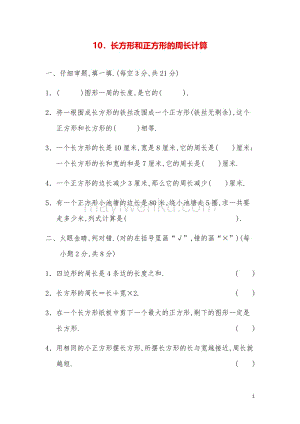 10．长方形和正方形的周长计算
一、仔细审题,填一填.(每空3分,共21分)
1．(　　)图形一周的长度,是它的(　　).
2．将一根围成长方形的铁丝改围成一个正方形(铁丝无剩余),这个
正方形和长方形的(　　)相等.
3．一个长方形的长是10厘米,宽是8厘米,它的周长是(　　)厘米;
一个长方形的长和宽的和是7厘米,它的周长是(　　)厘米.
4．一个正方形的边长减少3厘米,那么它的周长减少(　　)厘米.
5．有一个正方形小池塘的边长是80米,绕小池塘走5圈,求一共要
走多少米,列式计算是(　　).
二、火眼金睛,判对错.(对的在括号里画“√”,错的画“×”)(每
小题2分,共8分)
1．四边形的周长是4条边的长度之和. (　　)
2．长方形的周长＝长＋宽×2. (　　)
3．在一个长方形纸板中剪下一个最大的正方形,剩下的图形一定是
长方形. (　　)
4．用相同的小正方形摆长方形,所摆长方形的长与宽越接近,周长就
越短. (　　)
1